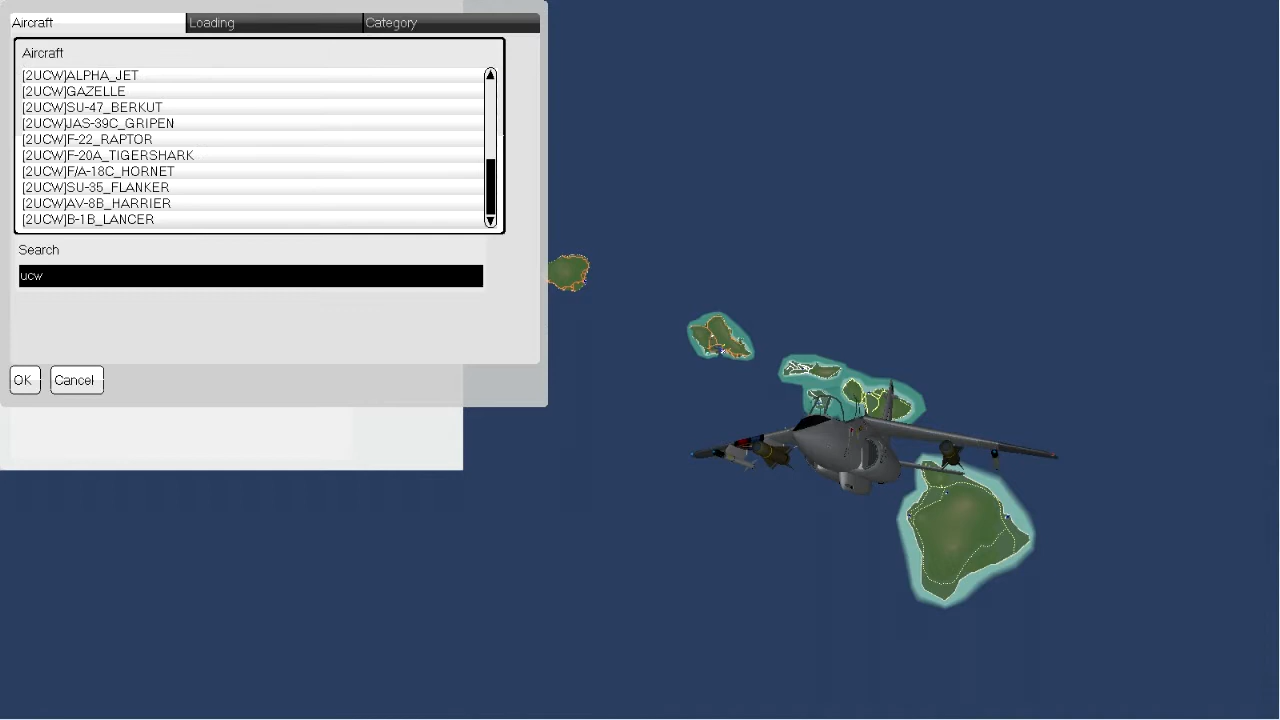 Aircraft
Loading
Category
Aircraft
[2UCW]ALPHA_JET
[2UCW]GAZELLE
[2UCW]SU-47_BERKUT
[2UCW]JAS-39C_GRIPEN
[2UCW]F-22_RAPTOR
[2UCW]F-20A_TIGERSHARK
[2UCW]F/A-18C_HORNET
[2UCW]SU-35_FLANKER
[2UCW]AV-8B_HARRIER
[2UCW]B-1B_LANCER
Search
ucw
OK
Cancel